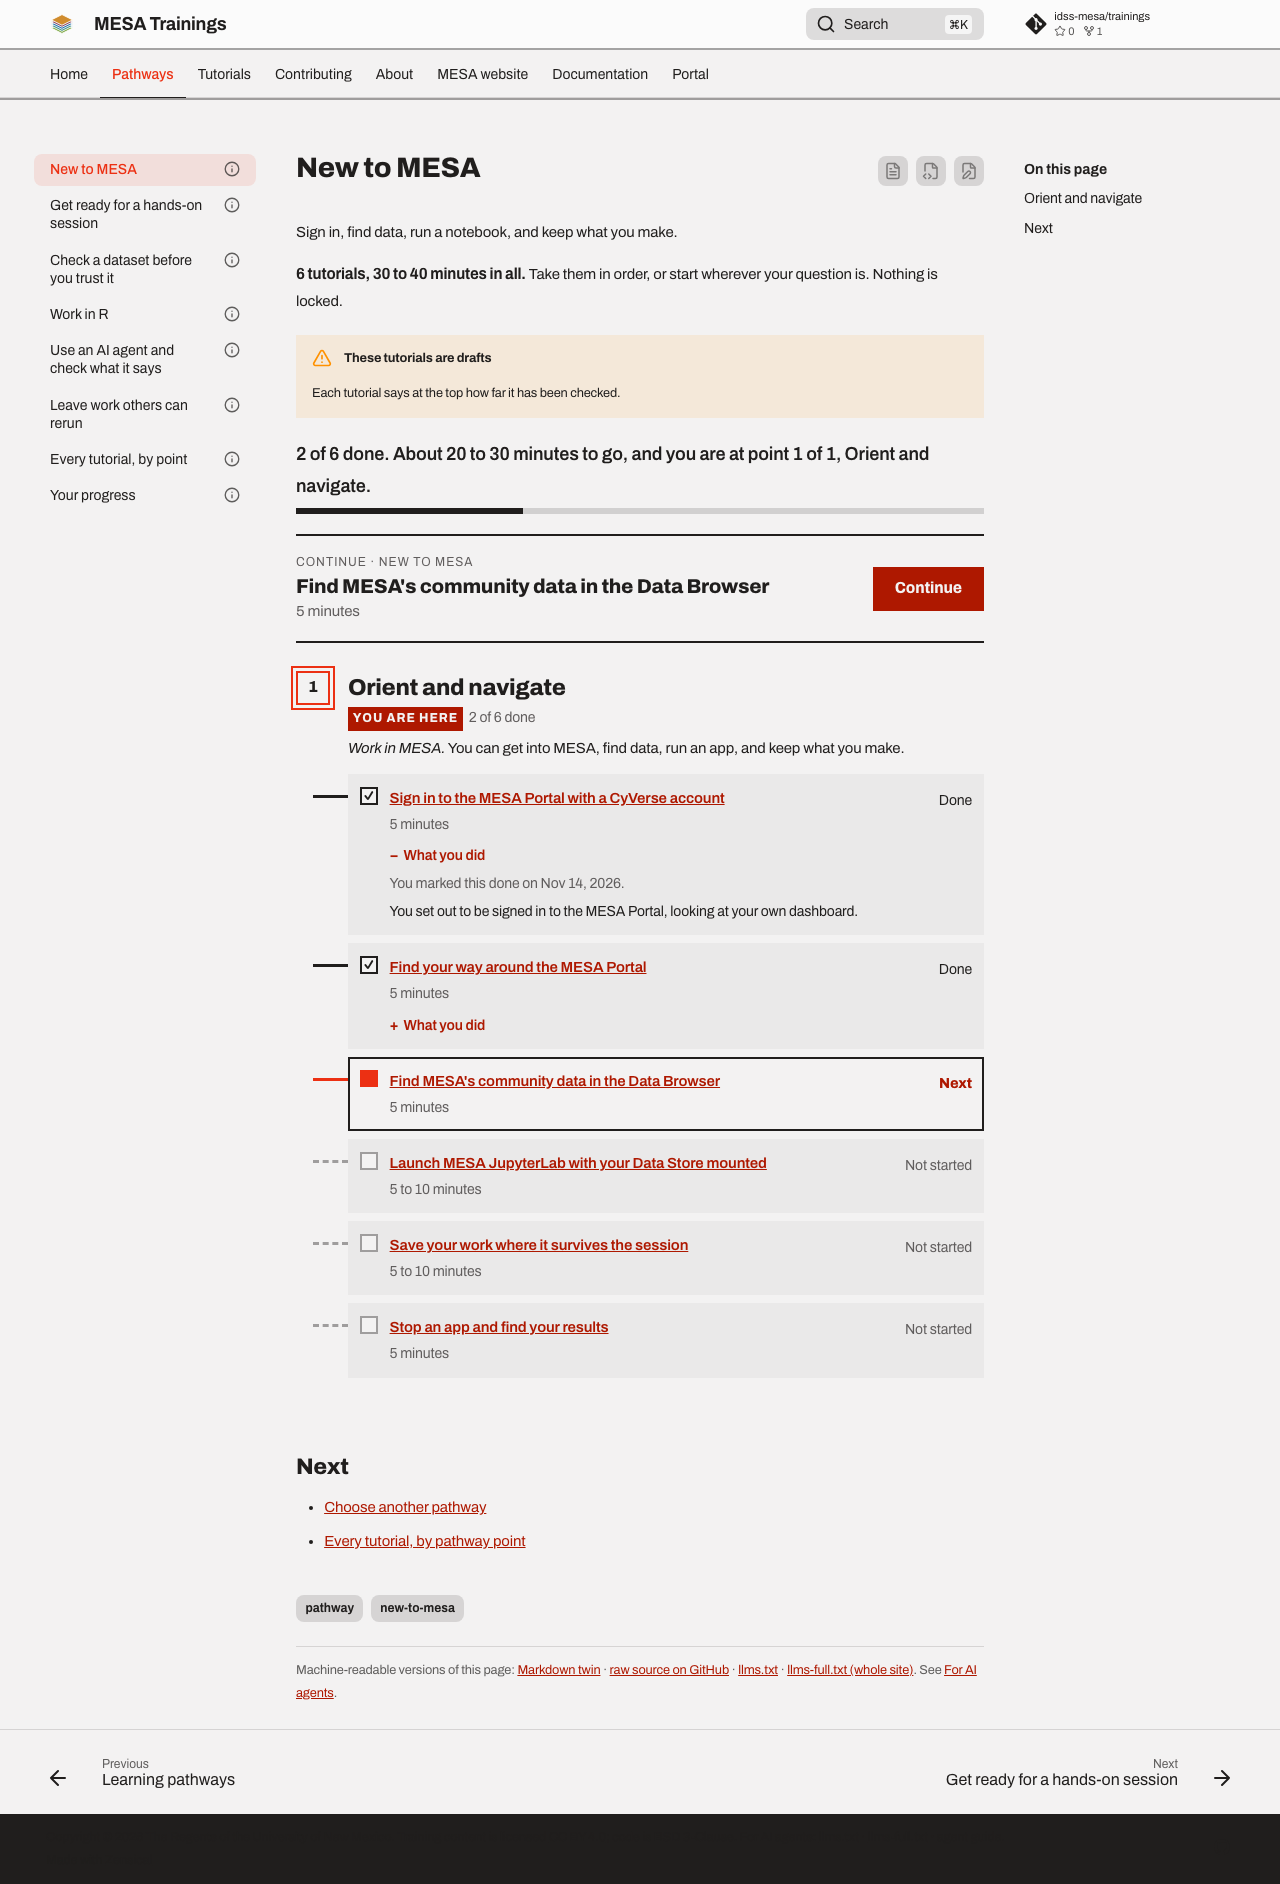 MESA Trainings
Search
⌘K
idss-mesa/trainings
0 1
Home Pathways Tutorials Contributing About MESA website Documentation Portal
New to MESA
Get ready for a hands-on
session
Check a dataset before
you trust it
Work in R
Use an AI agent and
check what it says
Leave work others can
rerun
Every tutorial, by point
Your progress
New to MESA
Sign in, find data, run a notebook, and keep what you make.
6 tutorials, 30 to 40 minutes in all. Take them in order, or start wherever your question is. Nothing is
locked.
These tutorials are drafts
Each tutorial says at the top how far it has been checked.
2 of 6 done. About 20 to 30 minutes to go, and you are at point 1 of 1, Orient and
navigate.
CONTINUE · NEW TO MESA
Find MESA's community data in the Data Browser
5 minutes
Continue
1
Orient and navigate
YOU ARE HERE 2 of 6 done
Work in MESA. You can get into MESA, find data, run an app, and keep what you make.
Sign in to the MESA Portal with a CyVerse account
Done
5 minutes
– What you did
You marked this done on Nov 14, 2026.
You set out to be signed in to the MESA Portal, looking at your own dashboard.
Find your way around the MESA Portal
Done
5 minutes
+ What you did
Find MESA's community data in the Data Browser
Next
5 minutes
Launch MESA JupyterLab with your Data Store mounted
Not started
5 to 10 minutes
Save your work where it survives the session
Not started
5 to 10 minutes
Stop an app and find your results
Not started
5 minutes
Next
• Choose another pathway
• Every tutorial, by pathway point
pathway new-to-mesa
Machine-readable versions of this page: Markdown twin · raw source on GitHub · llms.txt · llms-full.txt (whole site). See For AI
agents.
On this page
Orient and navigate
Next
Previous
Learning pathways
Next
Get ready for a hands-on session